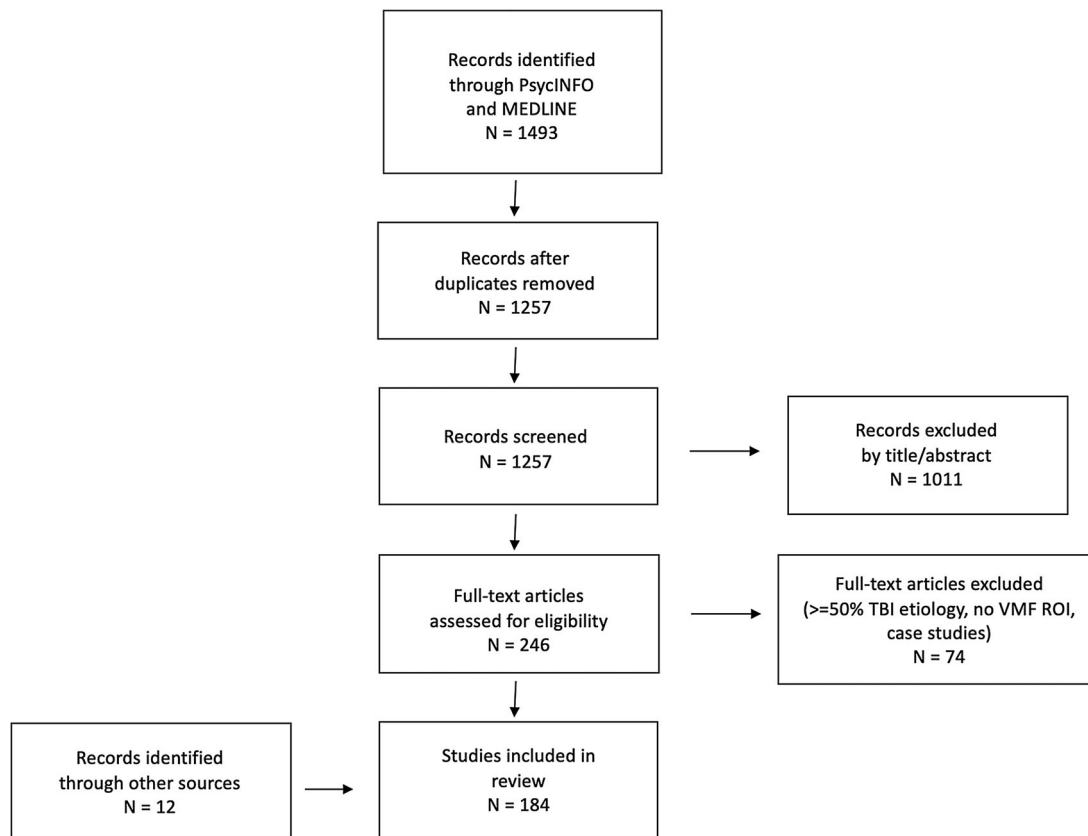 Records identified
through PsycINFO
and MEDLINE
N = 1493
Records after
duplicates removed
N = 1257
Records screened
N = 1257
Records excluded
by title/abstract
N = 1011
Full-text articles
assessed for eligibility
N = 246
Full-text articles excluded
(>=50% TBI etiology, no VMF ROI,
case studies)
N = 74
Records identified
through other sources
N = 12
Studies included in
review
N = 184